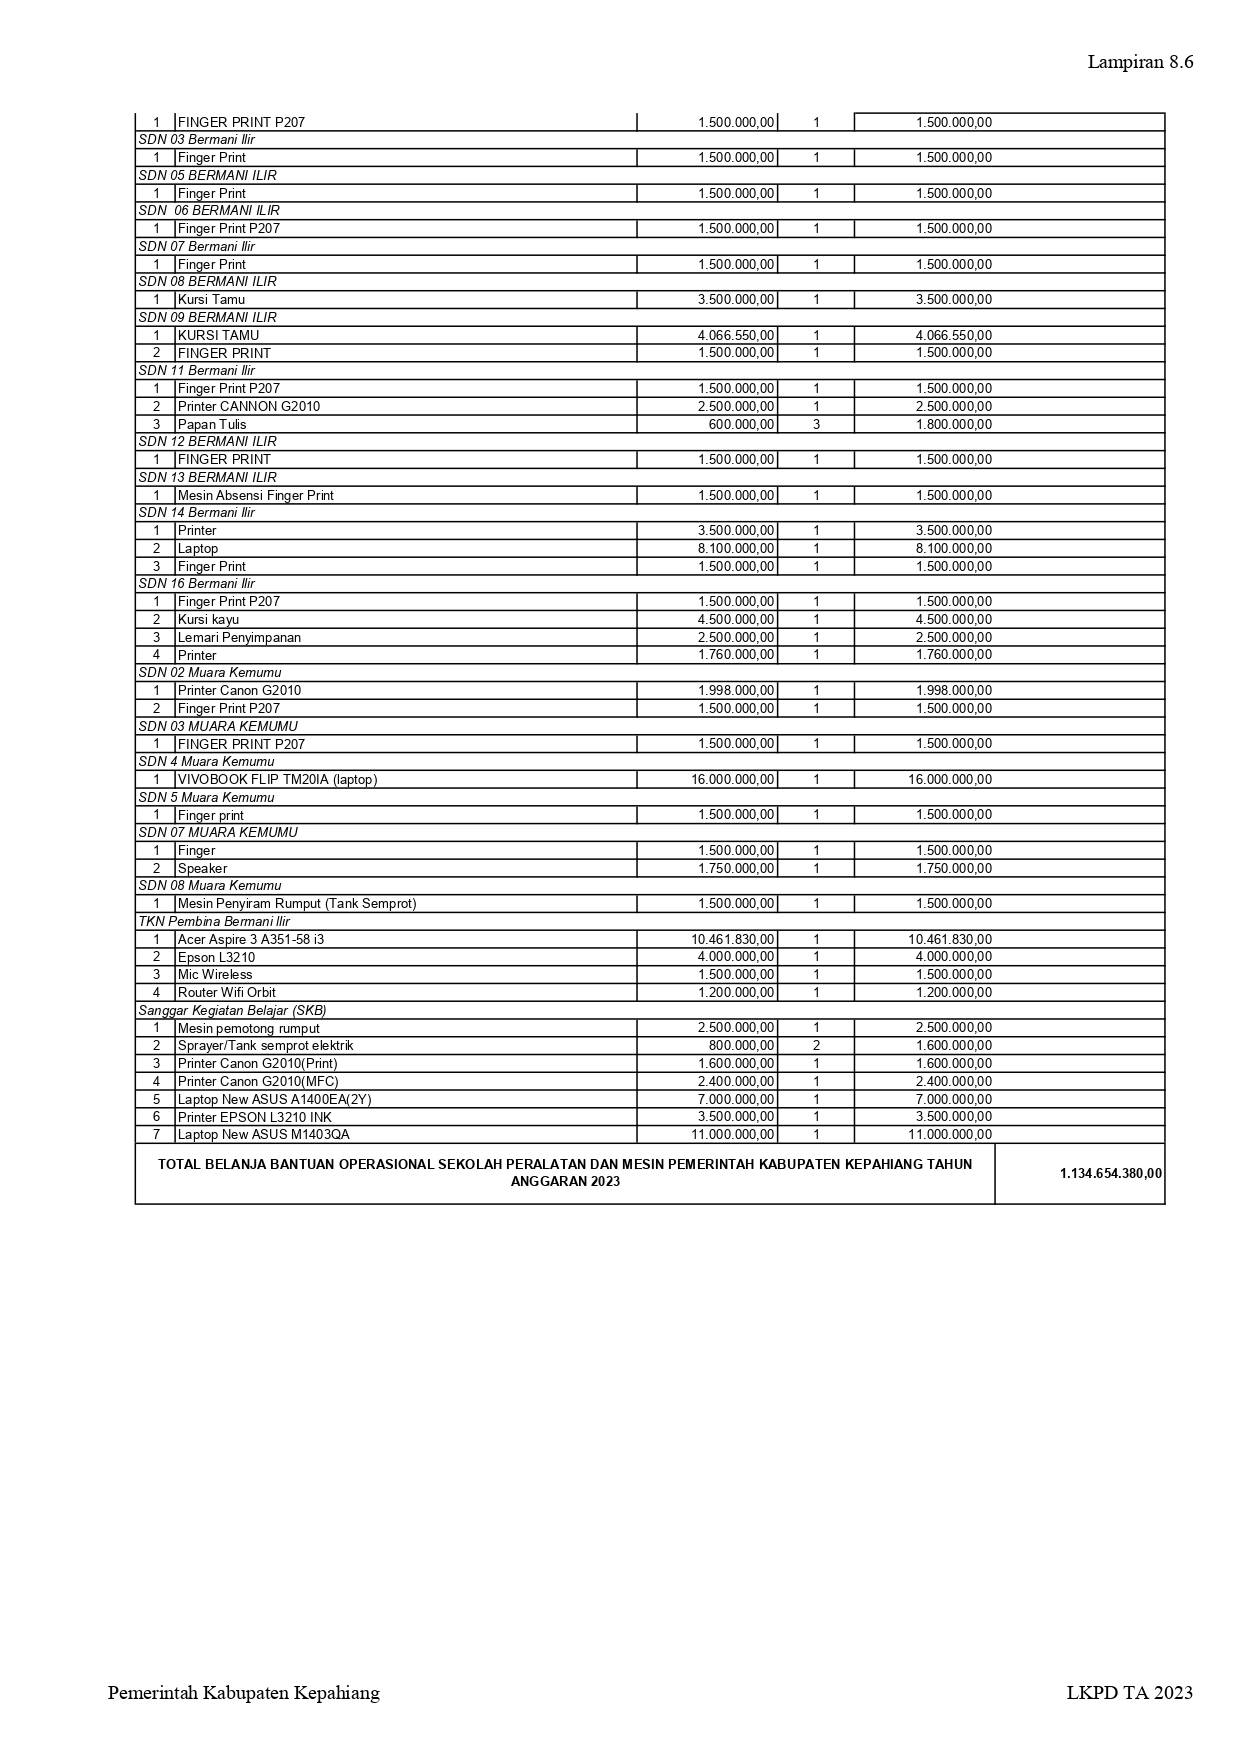 Lampiran 8.6
1 FINGER PRINT P207 1.500.000,00 1 1.500.000,00
SDN 03 Bermani Ilir
1 Finger Print 1.500.000,00 1 1.500.000,00
SDN 05 BERMANI ILIR
1 Finger Print 1.500.000,00 1 1.500.000,00
SDN 06 BERMANI ILIR
1 Finger Print P207 1.500.000,00 1 1.500.000,00
SDN 07 Bermani Ilir
1 Finger Print 1.500.000,00 1 1.500.000,00
SDN 08 BERMANI ILIR
1 Kursi Tamu 3.500.000,00 1 3.500.000,00
SDN 09 BERMANI ILIR
1 KURSI TAMU 4.066.550,00 1 4.066.550,00
2 FINGER PRINT 1.500.000,00 1 1.500.000,00
SDN 11 Bermani Ilir
1 Finger Print P207 1.500.000,00 1 1.500.000,00
2 Printer CANNON G2010 2.500.000,00 1 2.500.000,00
3 Papan Tulis 600.000,00 3 1.800.000,00
SDN 12 BERMANI ILIR
1 FINGER PRINT 1.500.000,00 1 1.500.000,00
SDN 13 BERMANI ILIR
1 Mesin Absensi Finger Print 1.500.000,00 1 1.500.000,00
SDN 14 Bermani Ilir
1 Printer 3.500.000,00 1 3.500.000,00
2 Laptop 8.100.000,00 1 8.100.000,00
3 Finger Print 1.500.000,00 1 1.500.000,00
SDN 16 Bermani Ilir
1 Finger Print P207 1.500.000,00 1 1.500.000,00
2 Kursi kayu 4.500.000,00 1 4.500.000,00
3 Lemari Penyimpanan 2.500.000,00 1 2.500.000,00
4 Printer 1.760.000,00 1 1.760.000,00
SDN 02 Muara Kemumu
1 Printer Canon G2010 1.998.000,00 1 1.998.000,00
2 Finger Print P207 1.500.000,00 1 1.500.000,00
SDN 03 MUARA KEMUMU
1 FINGER PRINT P207 1.500.000,00 1 1.500.000,00
SDN 4 Muara Kemumu
1 VIVOBOOK FLIP TM20IA (laptop) 16.000.000,00 1 16.000.000,00
SDN 5 Muara Kemumu
1 Finger print 1.500.000,00 1 1.500.000,00
SDN 07 MUARA KEMUMU
1 Finger 1.500.000,00 1 1.500.000,00
2 Speaker 1.750.000,00 1 1.750.000,00
SDN 08 Muara Kemumu
1 Mesin Penyiram Rumput (Tank Semprot) 1.500.000,00 1 1.500.000,00
TKN Pembina Bermani Ilir
1 Acer Aspire 3 A351-58 i3 10.461.830,00 1 10.461.830,00
2 Epson L3210 4.000.000,00 1 4.000.000,00
3 Mic Wireless 1.500.000,00 1 1.500.000,00
4 Router Wifi Orbit 1.200.000,00 1 1.200.000,00
Sanggar Kegiatan Belajar (SKB)
1 Mesin pemotong rumput 2.500.000,00 1 2.500.000,00
2 Sprayer/Tank semprot elektrik 800.000,00 2 1.600.000,00
3 Printer Canon G2010(Print) 1.600.000,00 1 1.600.000,00
4 Printer Canon G2010(MFC) 2.400.000,00 1 2.400.000,00
5 Laptop New ASUS A1400EA(2Y) 7.000.000,00 1 7.000.000,00
6 Printer EPSON L3210 INK 3.500.000,00 1 3.500.000,00
7 Laptop New ASUS M1403QA 11.000.000,00 1 11.000.000,00
TOTAL BELANJA BANTUAN OPERASIONAL SEKOLAH PERALATAN DAN MESIN PEMERINTAH KABUPATEN KEPAHIANG TAHUN
ANGGARAN 2023 1.134.654.380,00
Pemerintah Kabupaten Kepahiang LKPD TA 2023